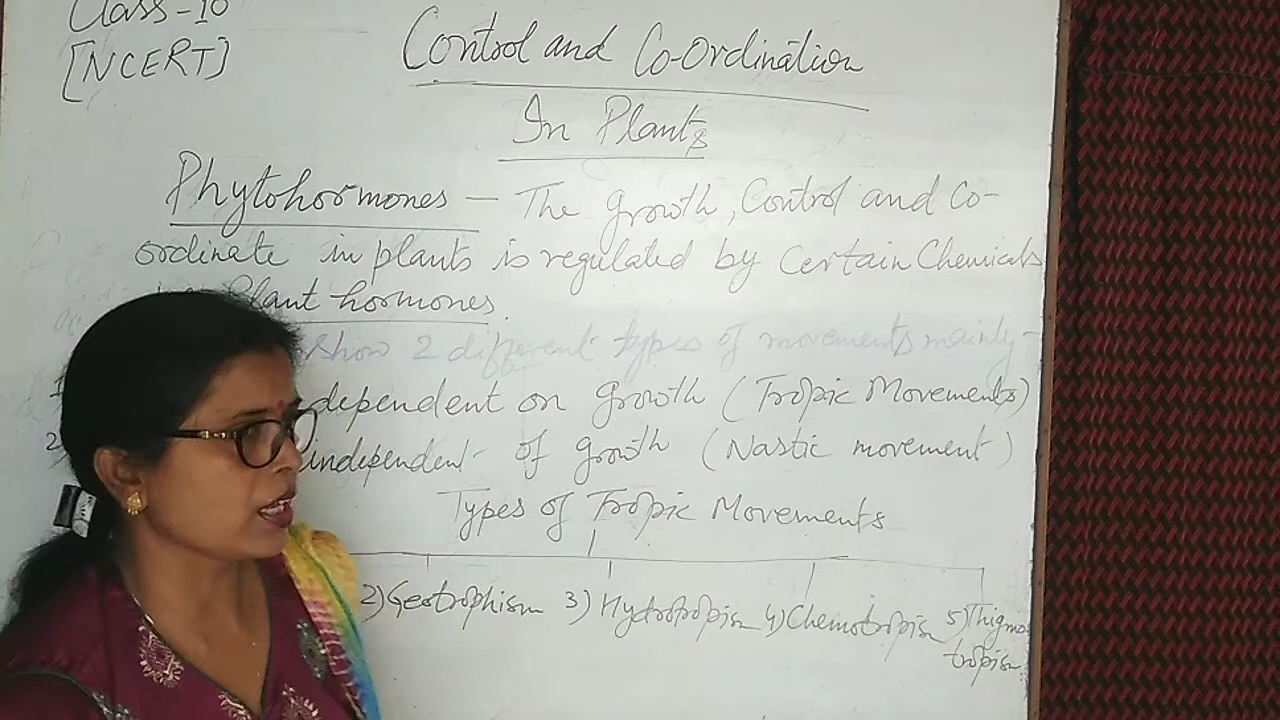 Class-10
[NCERT]
Control and Co-Ordination
In Plants
Phytohormones - The growth, Control and Co-
ordinate in plants is regulated by Certain Chemicals
Plant hormones.
Show 2 different types of movements mainly-
dependent on growth (Tropic Movements)
2) independent of growth (Nastic movement)
Types of Tropic Movements
2) Geotrophism 3) Hydrotropism 4) Chemotropism 5) Thigmo
tropism